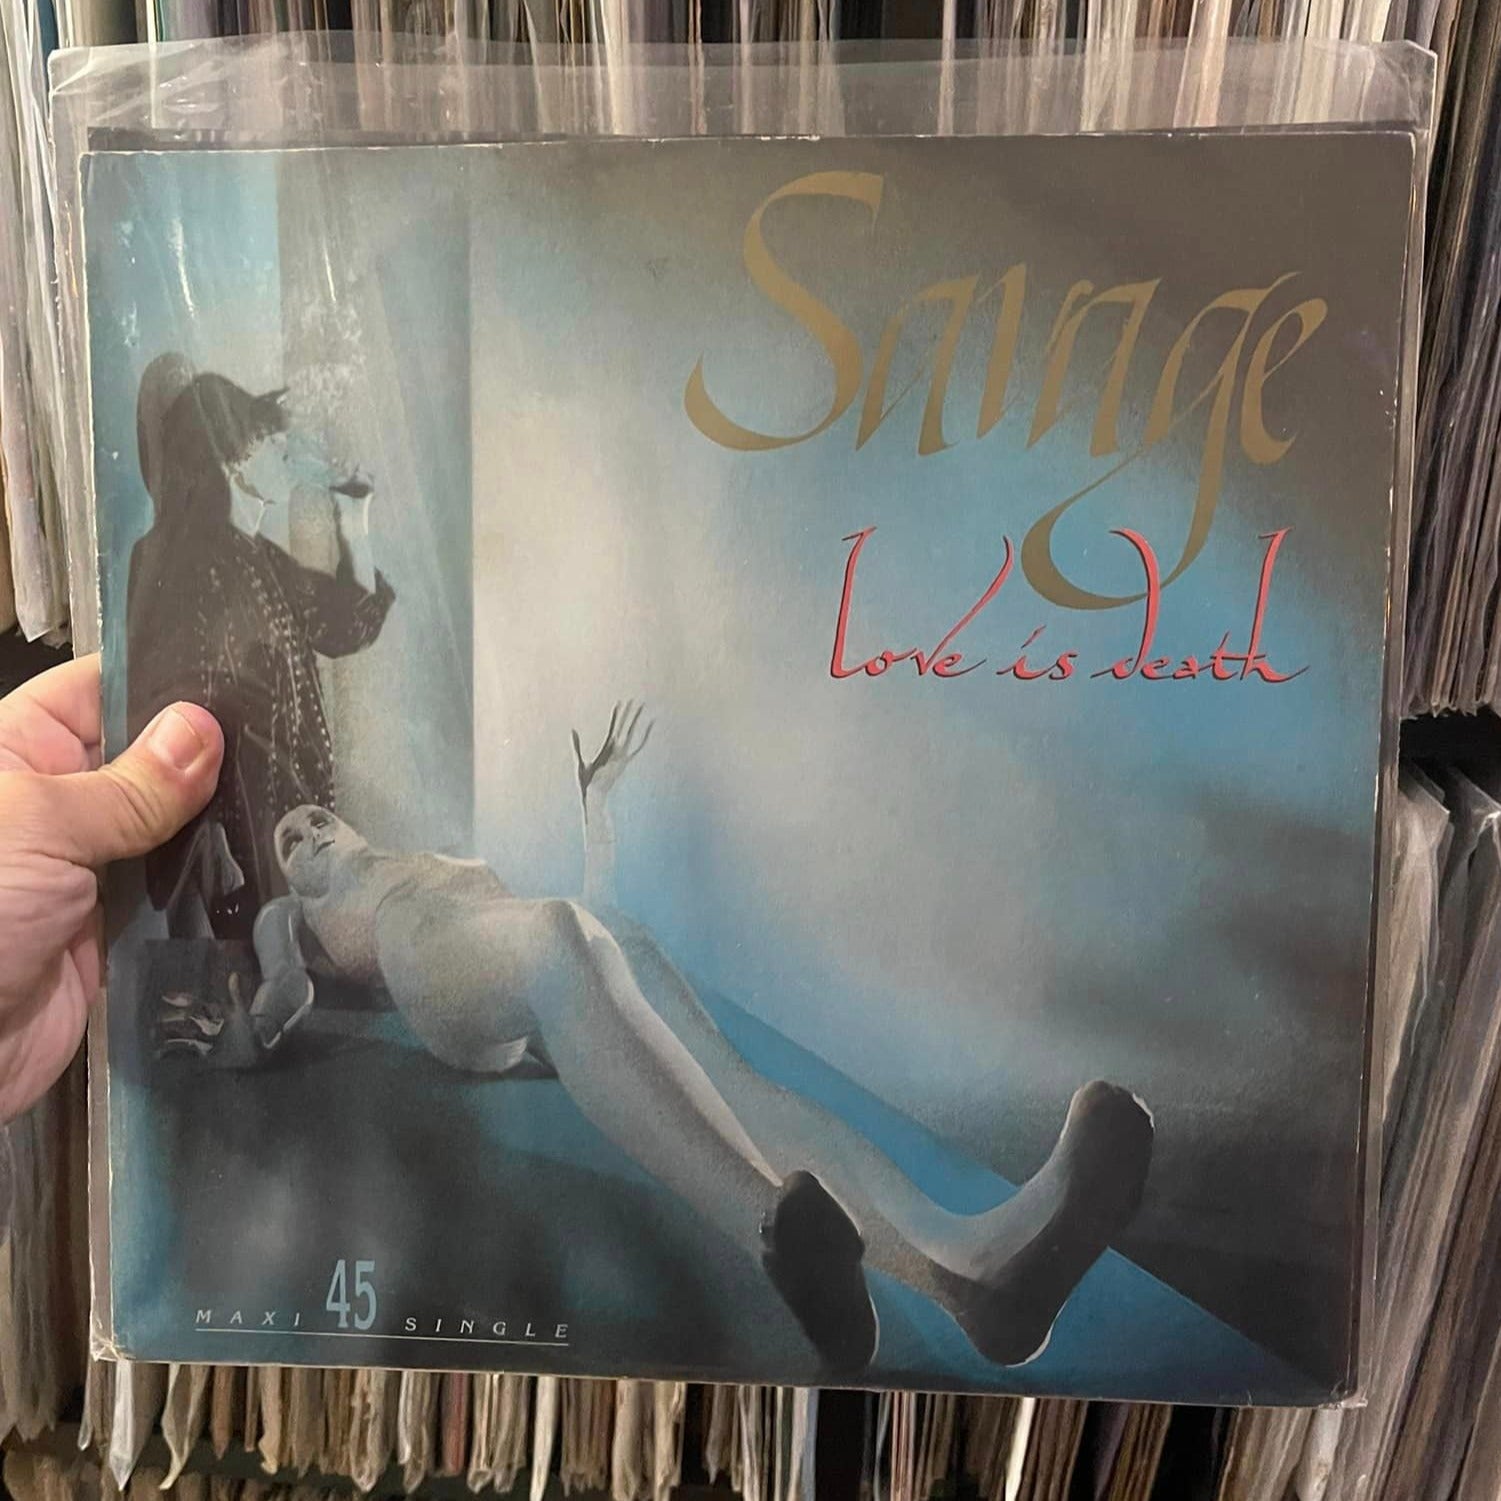 Savage
Love is death
MAXI 45 SINGLE